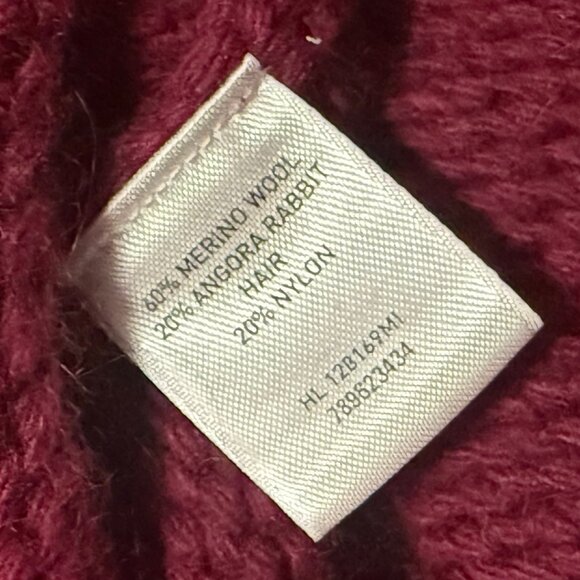 60% MERINO WOOL
20% ANGORA RABBIT
HAIR
20% NYLON
HL 12B169MI
789623434